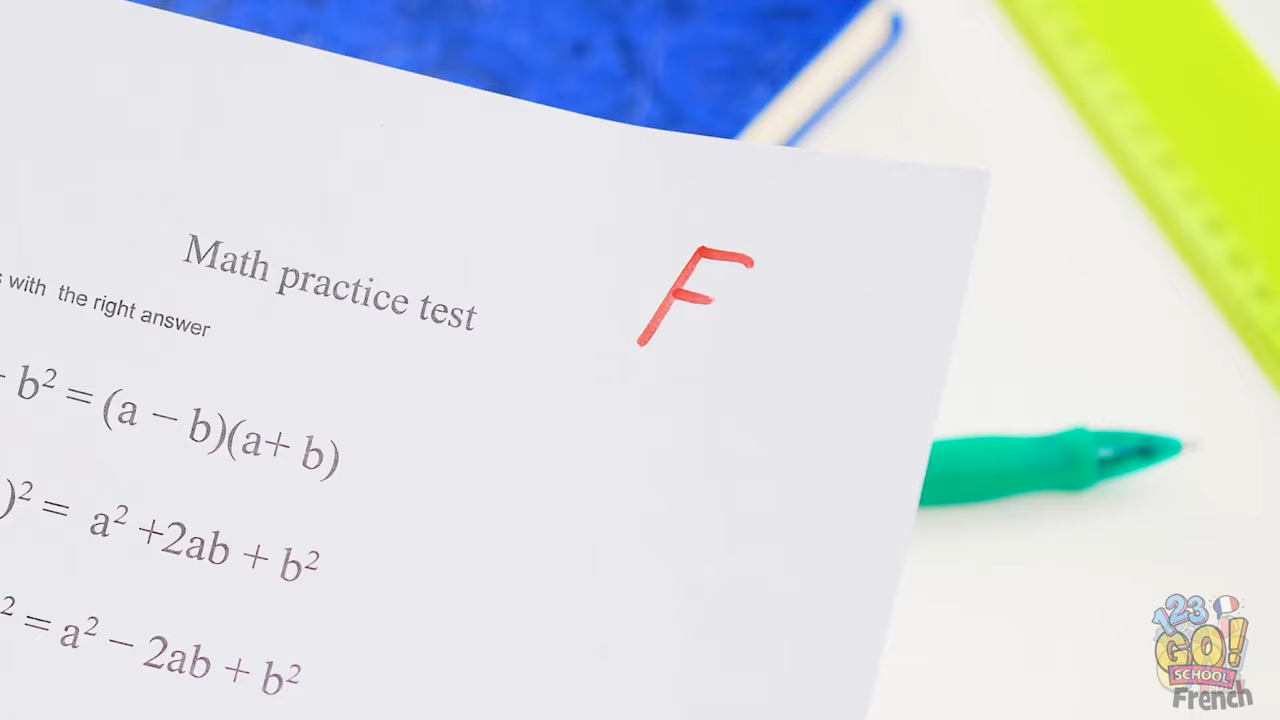 Math practice test
F
with the right answer
- b² = (a − b)(a+ b)
)² = a² +2ab + b²
² = a² − 2ab + b²
123
GO!
SCHOOL
French